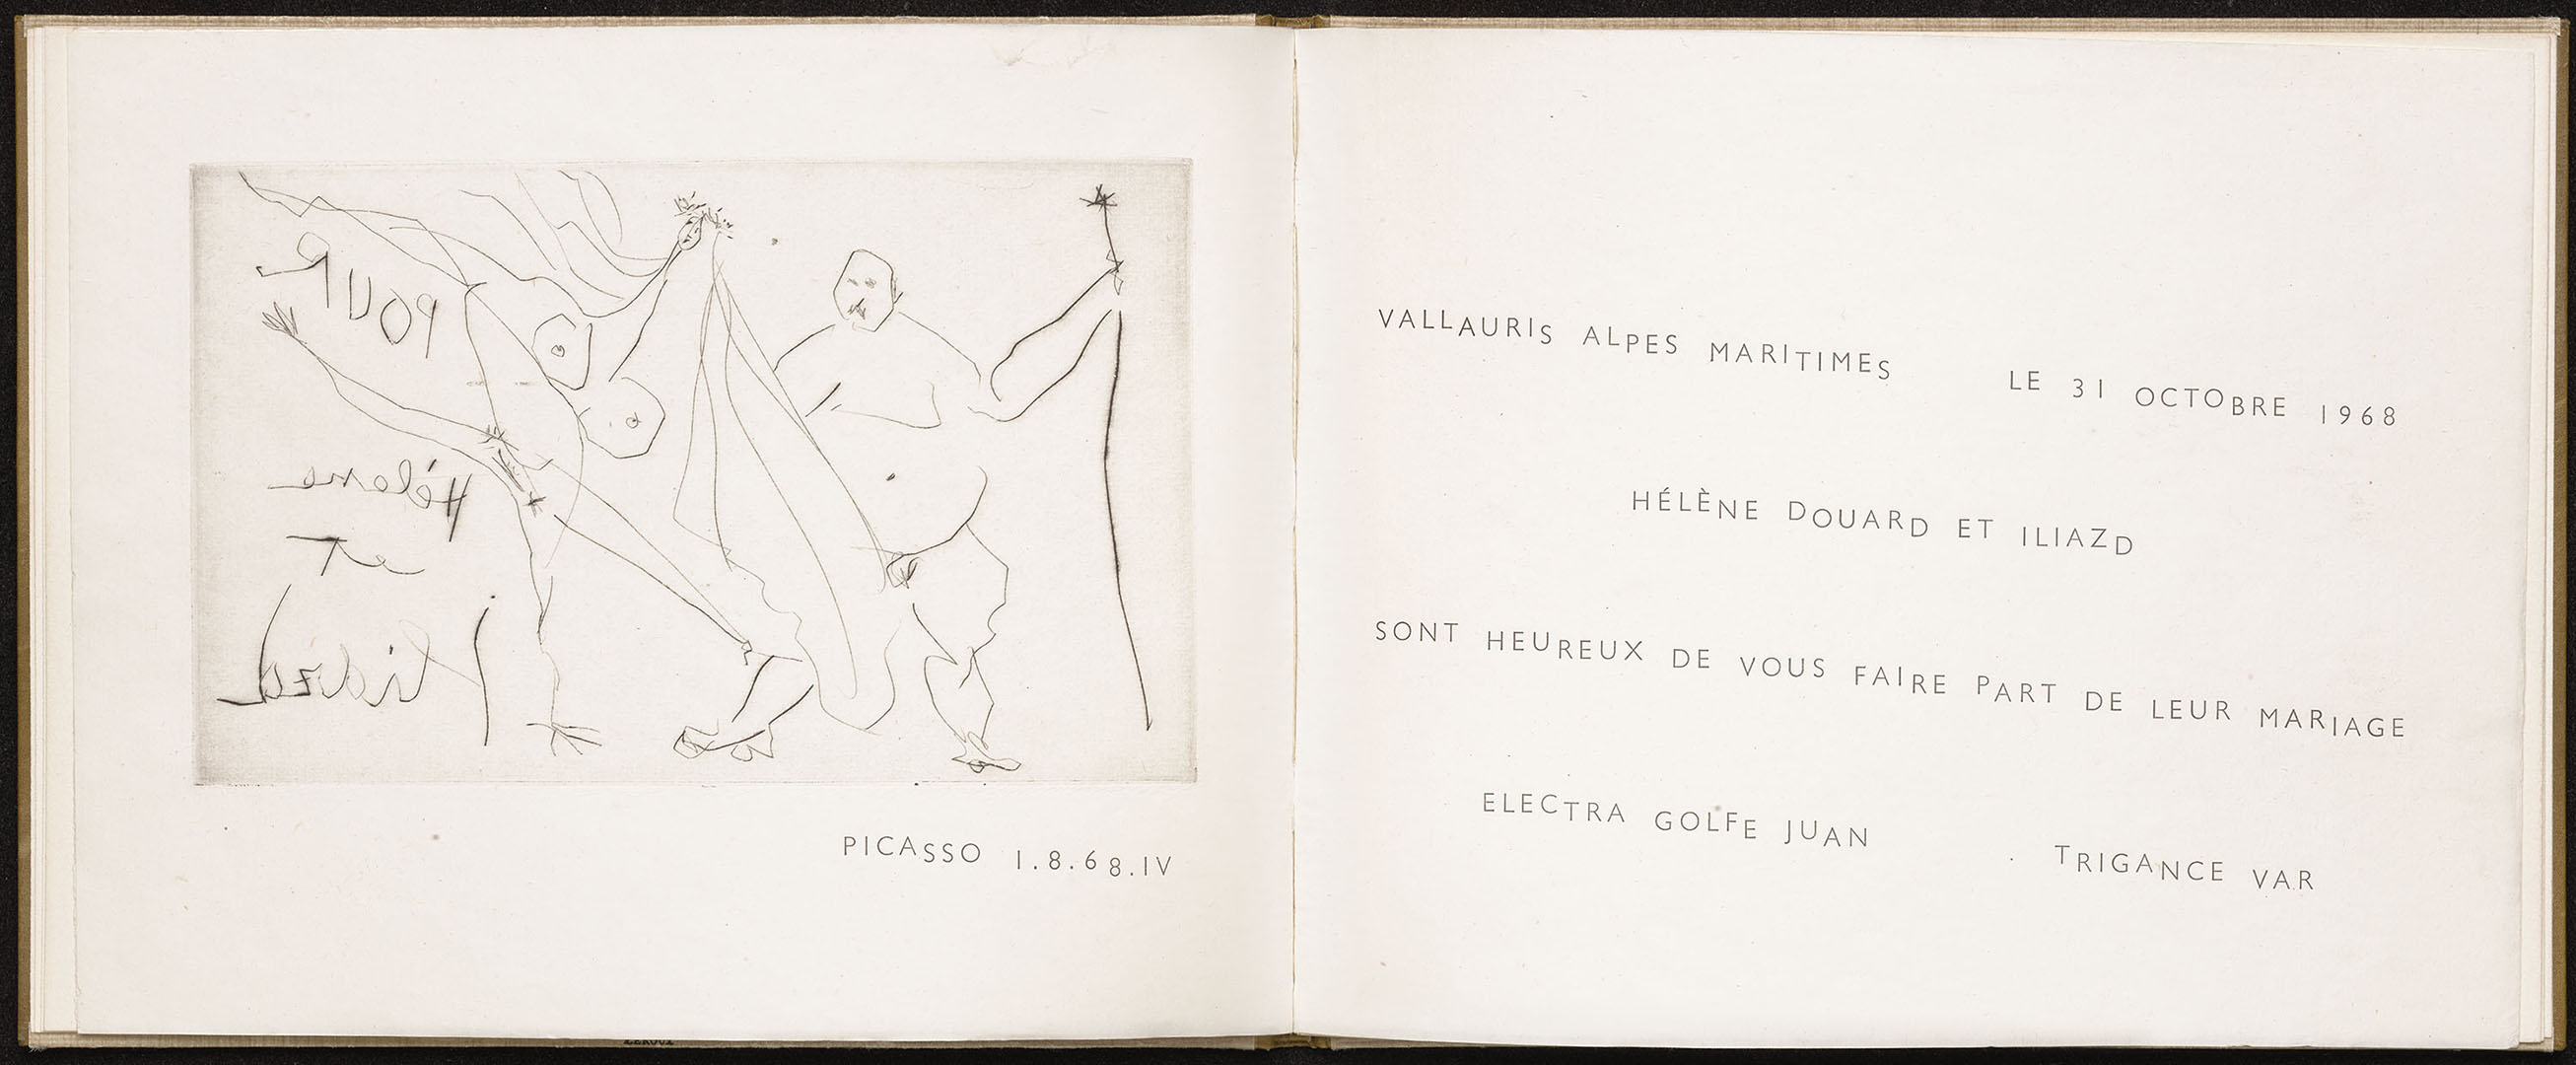 POUR
Hélène
et
Iliazd
PICASSO 1.8.68.IV
VALLAURIS ALPES MARITIMES LE 31 OCTOBRE 1968
HÉLÈNE DOUARD ET ILIAZD
SONT HEUREUX DE VOUS FAIRE PART DE LEUR MARIAGE
ELECTRA GOLFE JUAN TRIGANCE VAR